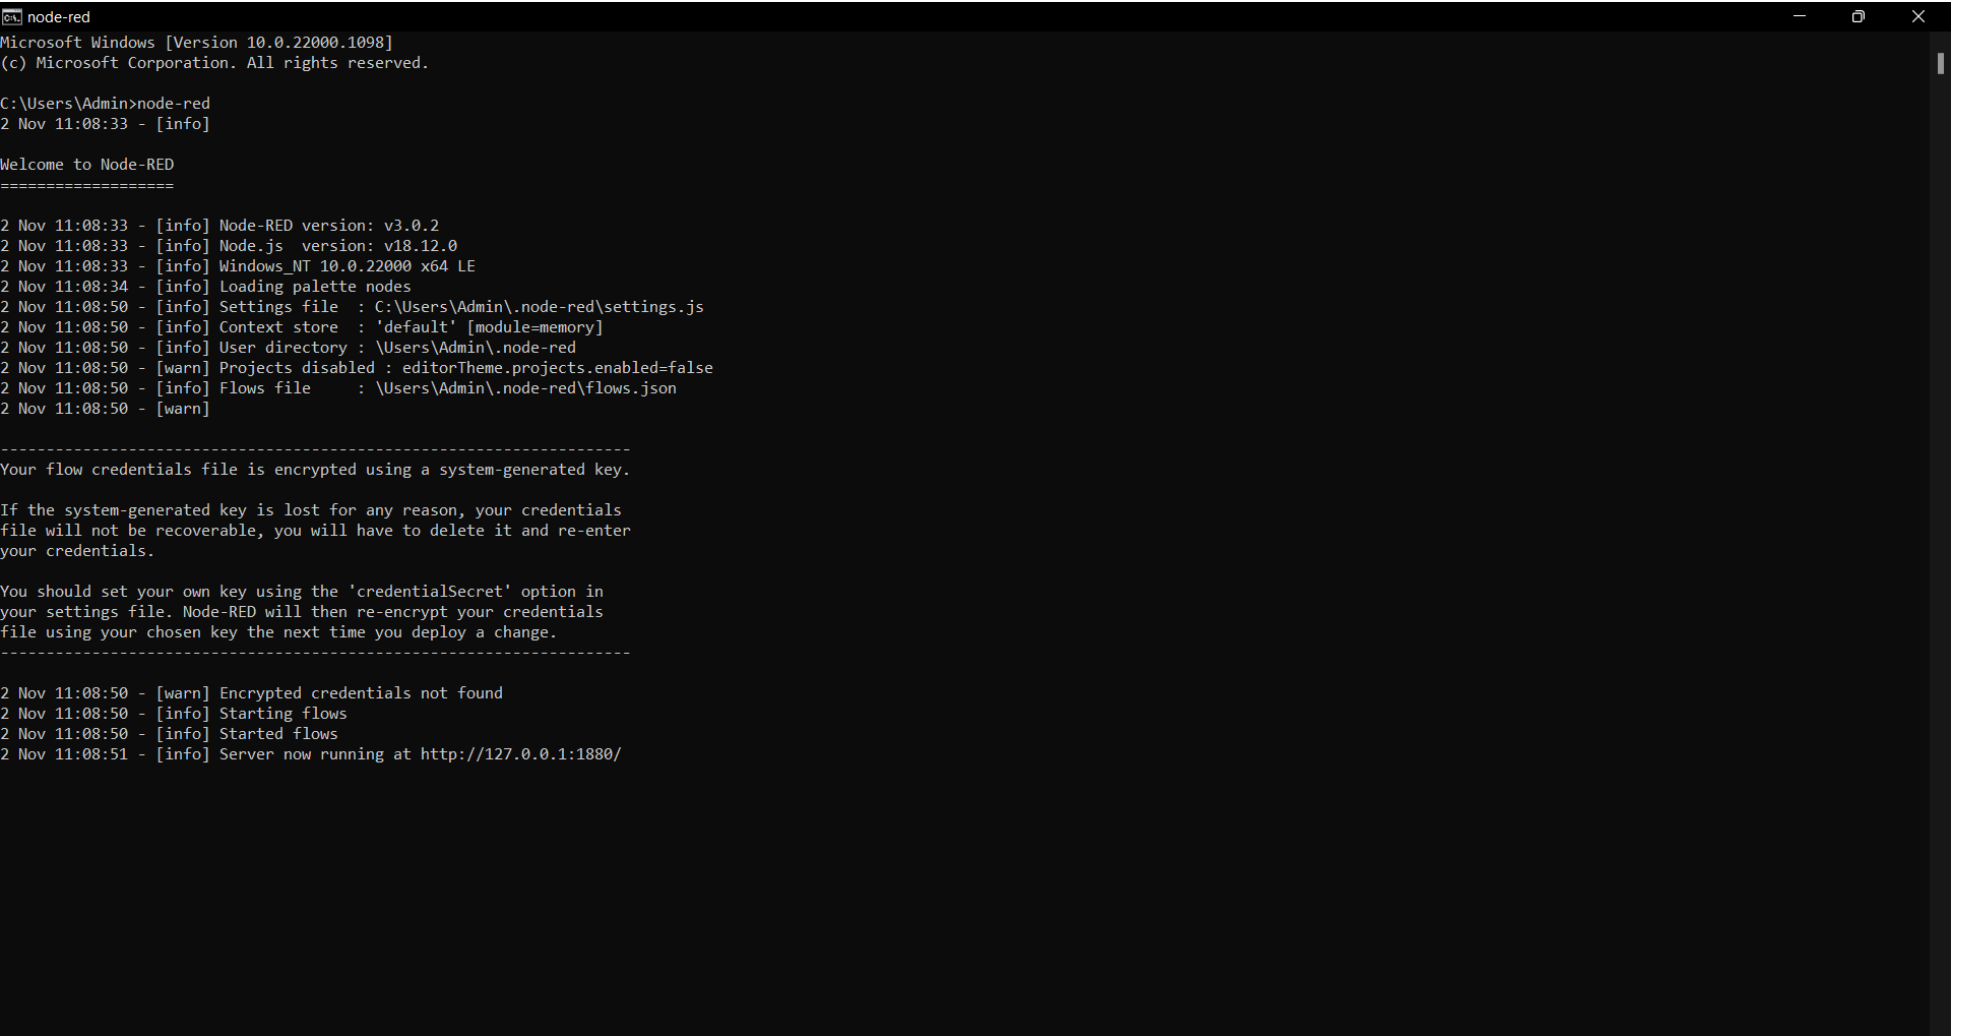 node-red
Microsoft Windows [Version 10.0.22000.1098]
(c) Microsoft Corporation. All rights reserved.
C:\Users\Admin>node-red
2 Nov 11:08:33 - [info]
Welcome to Node-RED
===================
2 Nov 11:08:33 - [info] Node-RED version: v3.0.2
2 Nov 11:08:33 - [info] Node.js  version: v18.12.0
2 Nov 11:08:33 - [info] Windows_NT 10.0.22000 x64 LE
2 Nov 11:08:34 - [info] Loading palette nodes
2 Nov 11:08:50 - [info] Settings file  : C:\Users\Admin\.node-red\settings.js
2 Nov 11:08:50 - [info] Context store  : 'default' [module=memory]
2 Nov 11:08:50 - [info] User directory : \Users\Admin\.node-red
2 Nov 11:08:50 - [warn] Projects disabled : editorTheme.projects.enabled=false
2 Nov 11:08:50 - [info] Flows file     : \Users\Admin\.node-red\flows.json
2 Nov 11:08:50 - [warn]
---------------------------------------------------------------------
Your flow credentials file is encrypted using a system-generated key.
If the system-generated key is lost for any reason, your credentials
file will not be recoverable, you will have to delete it and re-enter
your credentials.
You should set your own key using the 'credentialSecret' option in
your settings file. Node-RED will then re-encrypt your credentials
file using your chosen key the next time you deploy a change.
---------------------------------------------------------------------
2 Nov 11:08:50 - [warn] Encrypted credentials not found
2 Nov 11:08:50 - [info] Starting flows
2 Nov 11:08:50 - [info] Started flows
2 Nov 11:08:51 - [info] Server now running at http://127.0.0.1:1880/